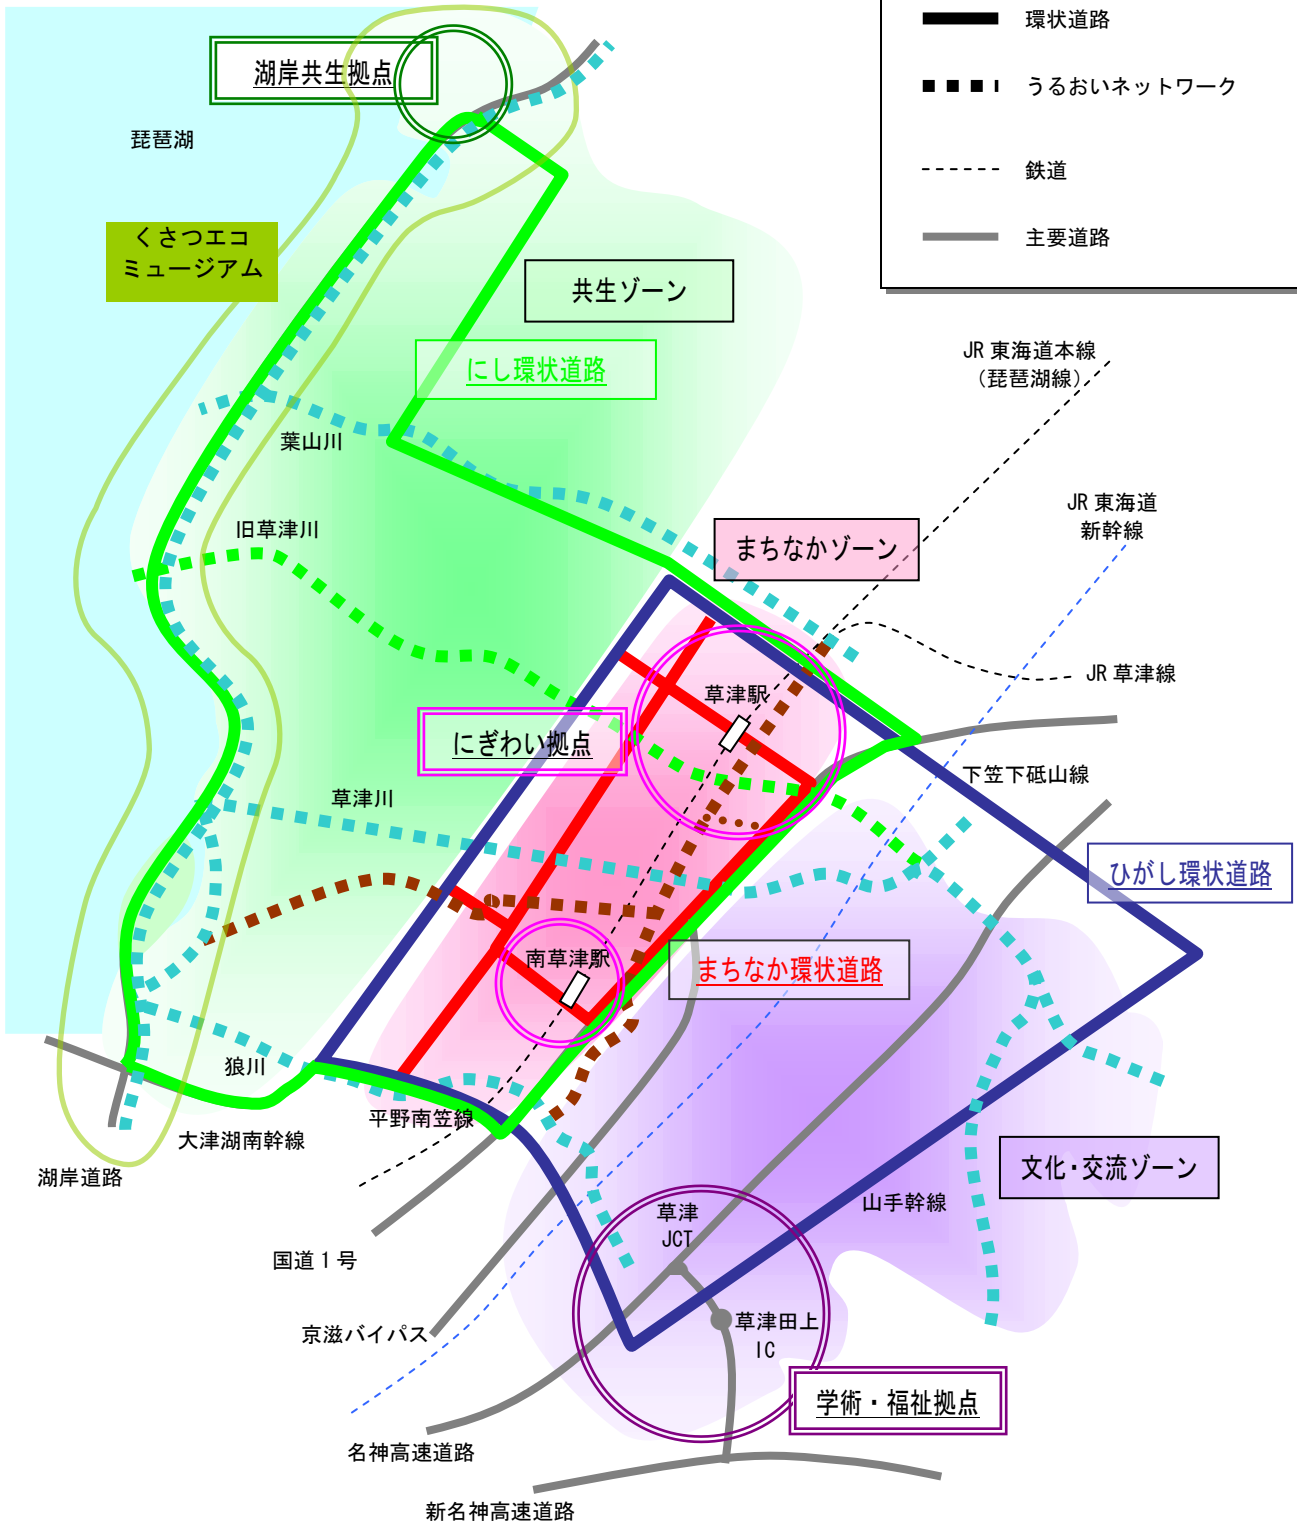 環状道路
うるおいネットワーク
鉄道
主要道路
湖岸共生拠点
琵琶湖
くさつエコ
ミュージアム
共生ゾーン
にし環状道路
JR 東海道本線
（琵琶湖線）
葉山川
旧草津川
JR 東海道
新幹線
まちなかゾーン
JR 草津線
草津駅
にぎわい拠点
下笠下砥山線
草津川
ひがし環状道路
南草津駅
まちなか環状道路
狼川
平野南笠線
大津湖南幹線
湖岸道路
文化・交流ゾーン
山手幹線
草津
JCT
国道１号
京滋バイパス
草津田上
IC
学術・福祉拠点
名神高速道路
新名神高速道路